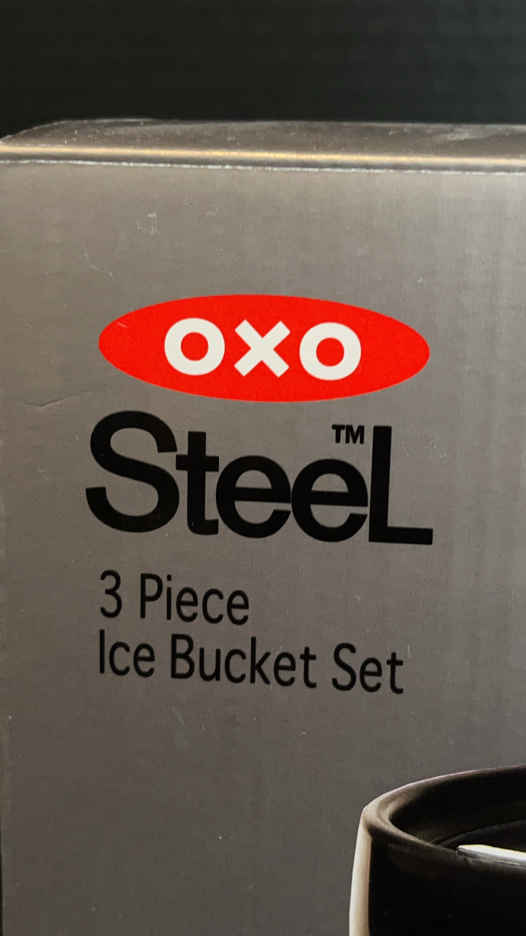 OXO
SteeL™
3 Piece
Ice Bucket Set